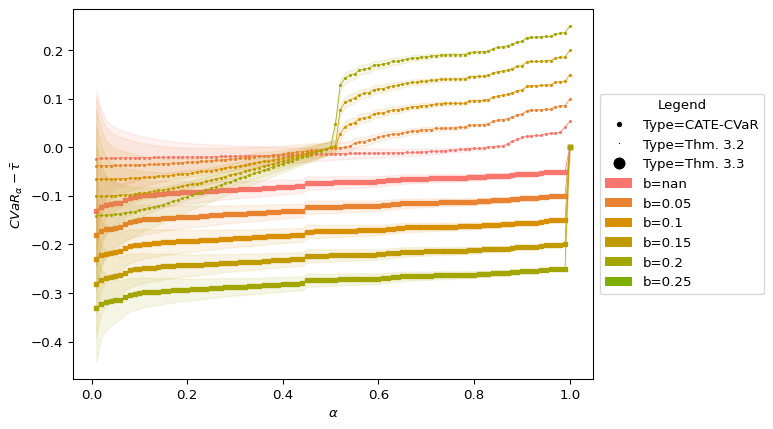 0.2
0.1
0.0
−0.1
−0.2
−0.3
−0.4
CVaR_α − τ̄
0.0
0.2
0.4
0.6
0.8
1.0
α
Legend
Type=CATE-CVaR
Type=Thm. 3.2
Type=Thm. 3.3
b=nan
b=0.05
b=0.1
b=0.15
b=0.2
b=0.25